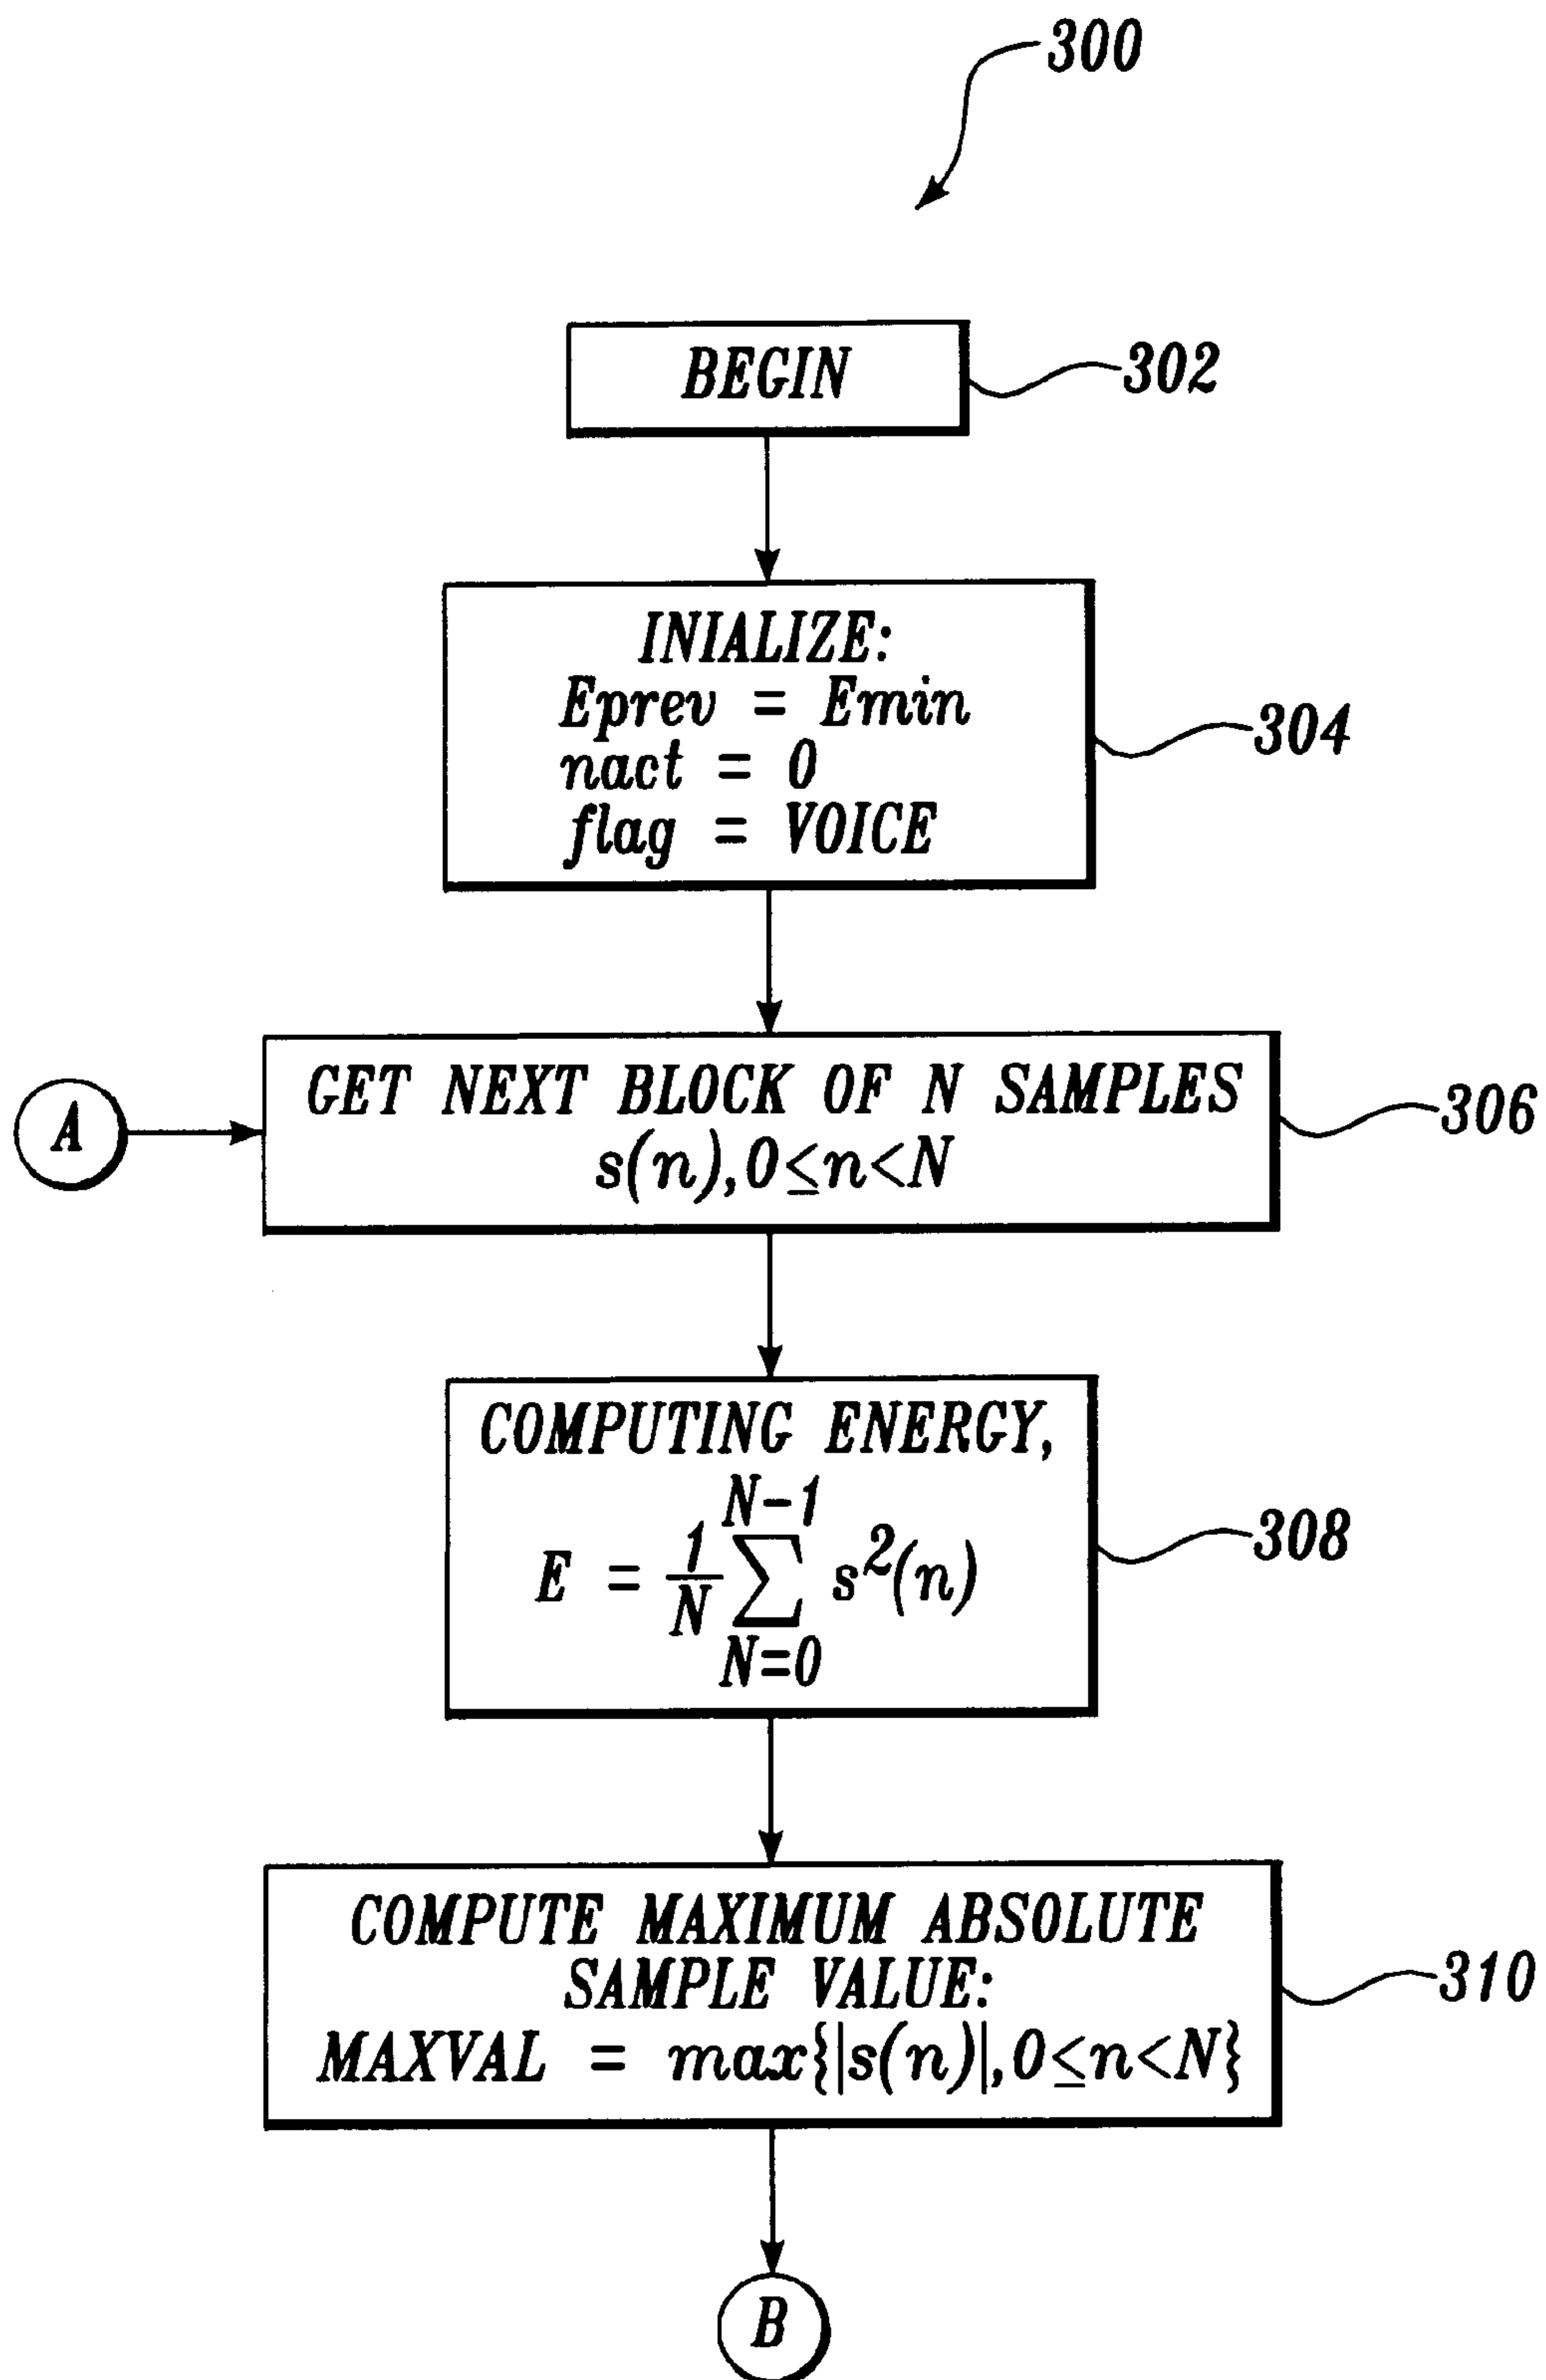 300
BEGIN
302
INIALIZE:
Eprev = Emin
nact = 0
flag = VOICE
304
A
GET NEXT BLOCK OF N SAMPLES
s(n),0≤n<N
306
COMPUTING ENERGY,
N-1
E = 1/N ∑ s²(n)
N=0
308
COMPUTE MAXIMUM ABSOLUTE
SAMPLE VALUE:
MAXVAL = max{|s(n)|,0≤n<N}
310
B